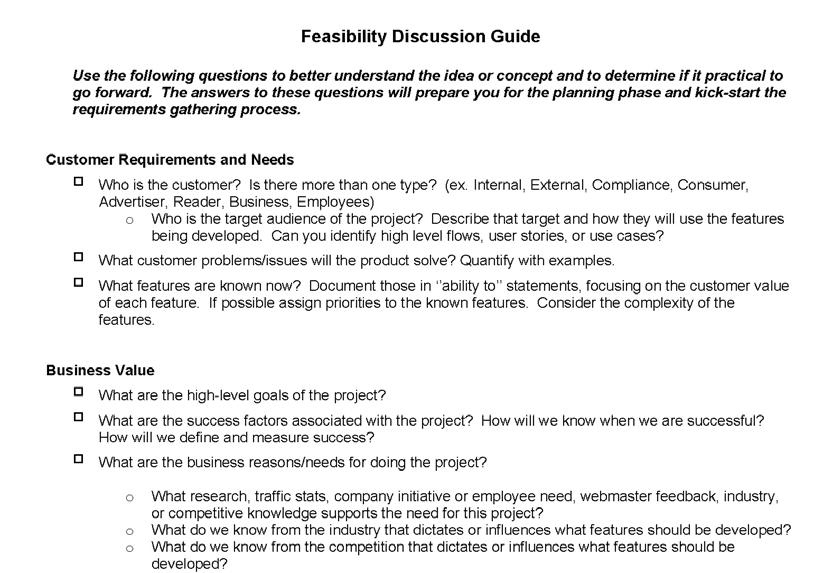 Feasibility Discussion Guide
Use the following questions to better understand the idea or concept and to determine if it practical to
go forward.  The answers to these questions will prepare you for the planning phase and kick-start the
requirements gathering process.
Customer Requirements and Needs
Who is the customer?  Is there more than one type?  (ex. Internal, External, Compliance, Consumer,
Advertiser, Reader, Business, Employees)
o Who is the target audience of the project?  Describe that target and how they will use the features
being developed.  Can you identify high level flows, user stories, or use cases?
What customer problems/issues will the product solve? Quantify with examples.
What features are known now?  Document those in "ability to" statements, focusing on the customer value
of each feature.  If possible assign priorities to the known features.  Consider the complexity of the
features.
Business Value
What are the high-level goals of the project?
What are the success factors associated with the project?  How will we know when we are successful?
How will we define and measure success?
What are the business reasons/needs for doing the project?
o What research, traffic stats, company initiative or employee need, webmaster feedback, industry,
or competitive knowledge supports the need for this project?
o What do we know from the industry that dictates or influences what features should be developed?
o What do we know from the competition that dictates or influences what features should be
developed?